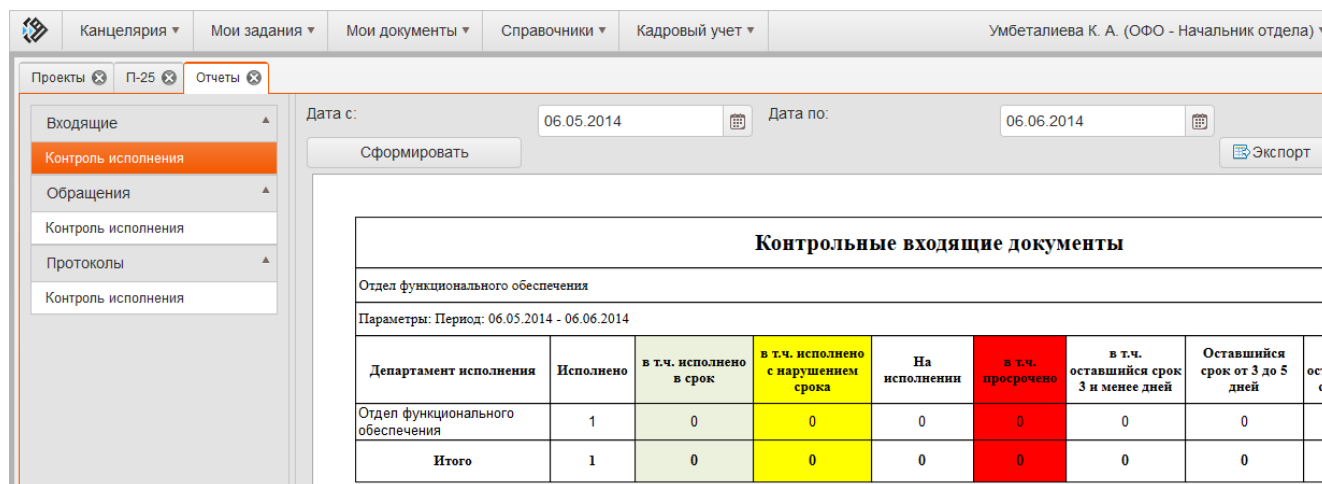 Канцелярия Мои задания Мои документы Справочники Кадровый учет Умбеталиева К. А. (ОФО - Начальник отдела)
Проекты П-25 Отчеты
Входящие
Контроль исполнения
Обращения
Контроль исполнения
Протоколы
Контроль исполнения
Дата с: 06.05.2014 Дата по: 06.06.2014
Сформировать Экспорт
Контрольные входящие документы
Отдел функционального обеспечения
Параметры: Период: 06.05.2014 - 06.06.2014
Департамент исполнения
Исполнено
в т.ч. исполнено
в срок
в т.ч. исполнено
с нарушением
срока
На
исполнении
в т.ч.
просрочено
в т.ч.
оставшийся срок
3 и менее дней
Оставшийся
срок от 3 до 5
дней
Отдел функционального
обеспечения
1 0 0 0 0 0 0
Итого 1 0 0 0 0 0 0